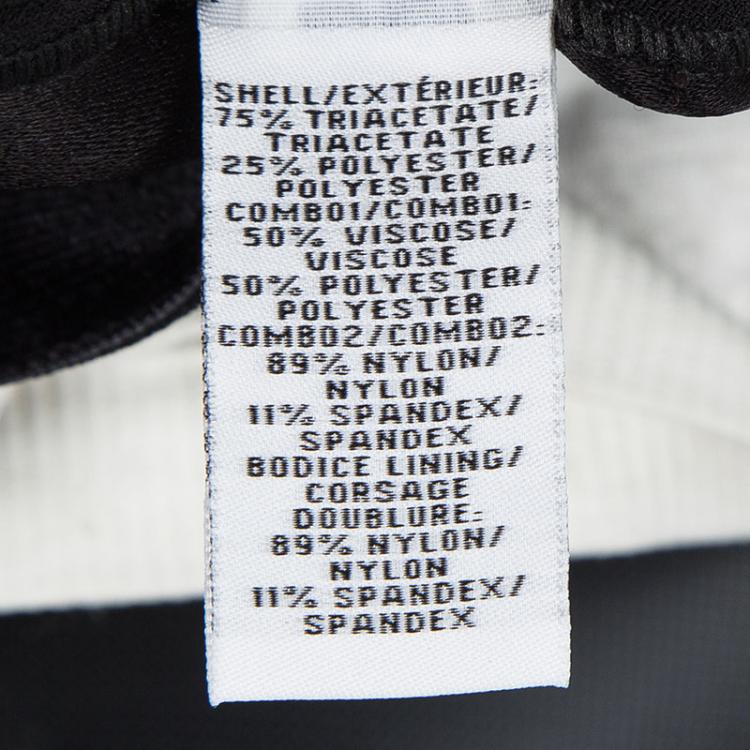 SHELL/EXTÉRIEUR:
75% TRIACETATE/
TRIACETATE
25% POLYESTER/
POLYESTER
COMBO1/COMBO1:
50% VISCOSE/
VISCOSE
50% POLYESTER/
POLYESTER
COMBO2/COMBO2:
89% NYLON/
NYLON
11% SPANDEX/
SPANDEX
BODICE LINING/
CORSAGE
DOUBLURE:
89% NYLON/
NYLON
11% SPANDEX/
SPANDEX